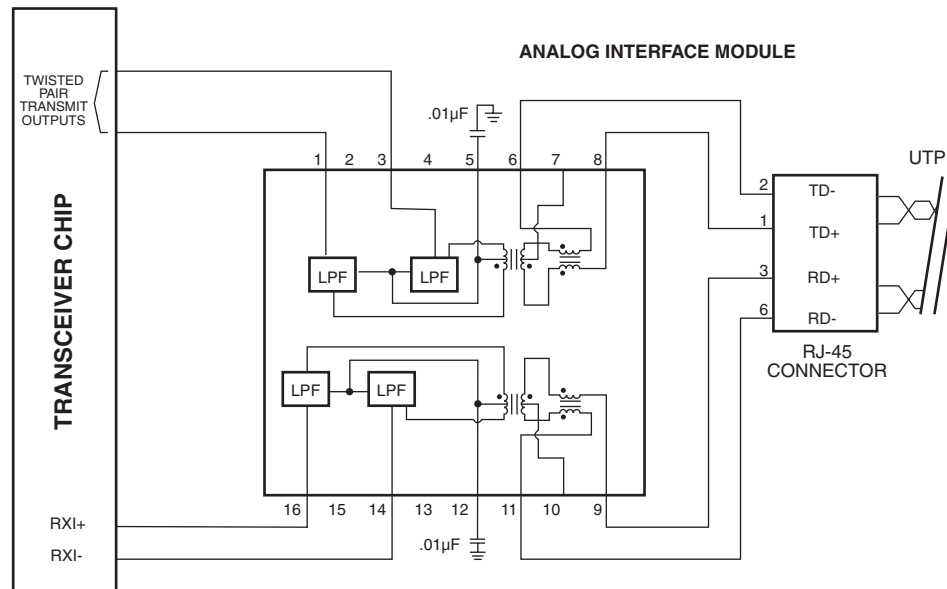 ANALOG INTERFACE MODULE
TWISTED
PAIR
TRANSMIT
OUTPUTS
.01µF
1 2 3 4 5 6 7 8
UTP
TRANSCEIVER CHIP
LPF LPF
2 TD-
1 TD+
3 RD+
6 RD-
RJ-45
CONNECTOR
LPF LPF
16 15 14 13 12 11 10 9
RXI+
.01µF
RXI-